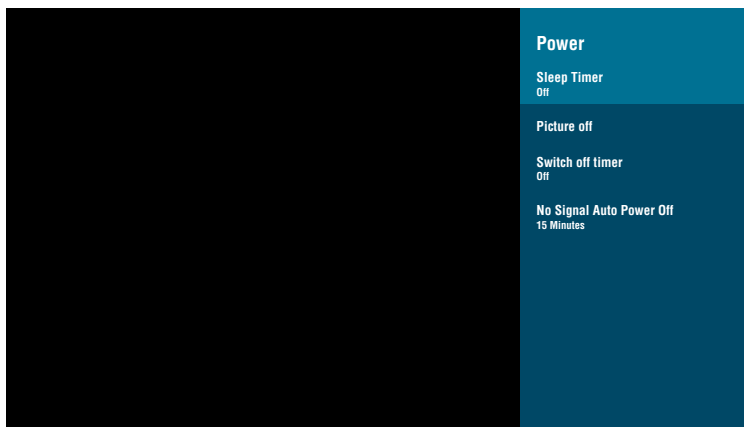 Power
Sleep Timer
Off
Picture off
Switch off timer
Off
No Signal Auto Power Off
15 Minutes